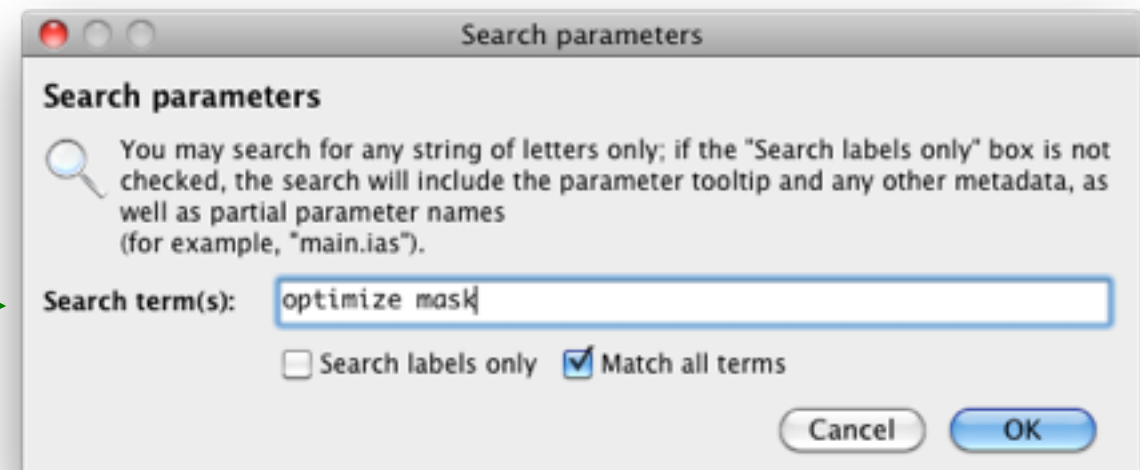 Search parameters
Search parameters
You may search for any string of letters only; if the "Search labels only" box is not
checked, the search will include the parameter tooltip and any other metadata, as
well as partial parameter names
(for example, "main.ias").
Search term(s): optimize mask
Search labels only Match all terms
Cancel OK